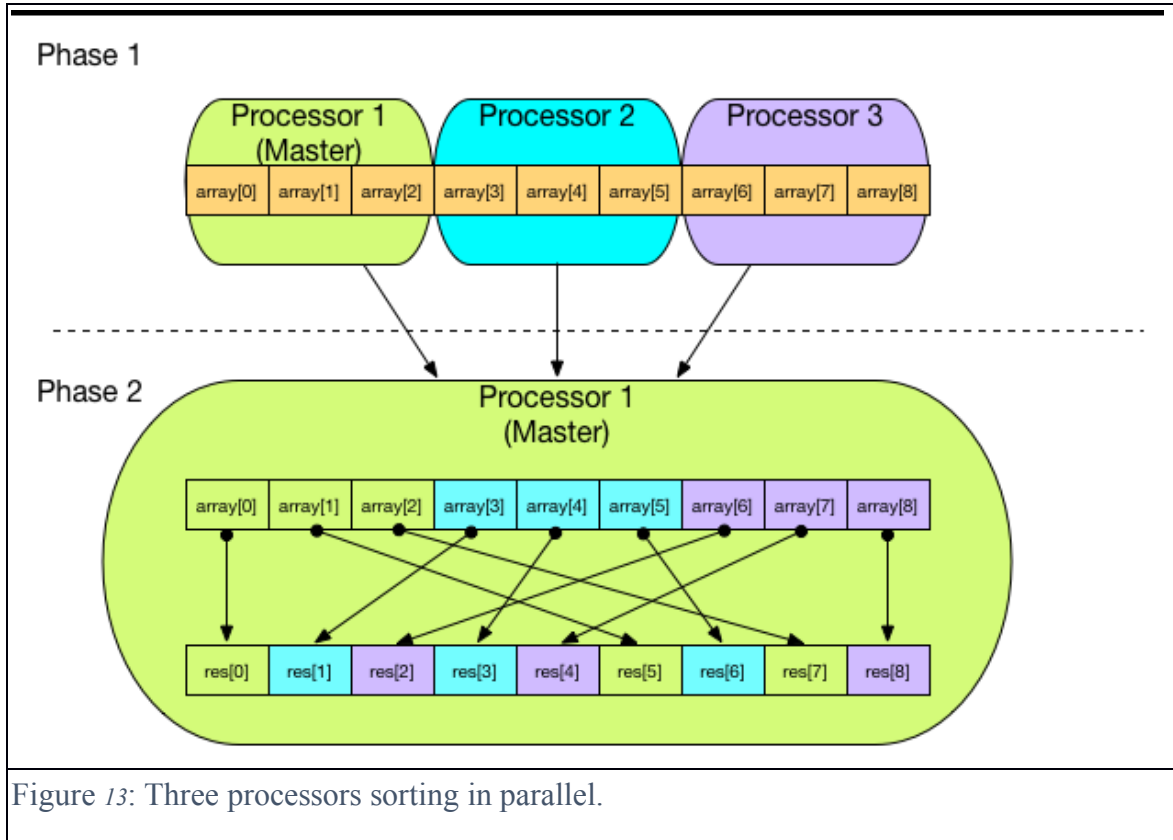 Phase 1
Processor 1
(Master)
Processor 2
Processor 3
array[0] array[1] array[2] array[3] array[4] array[5] array[6] array[7] array[8]
Phase 2
Processor 1
(Master)
array[0] array[1] array[2] array[3] array[4] array[5] array[6] array[7] array[8]
res[0] res[1] res[2] res[3] res[4] res[5] res[6] res[7] res[8]
Figure 13: Three processors sorting in parallel.